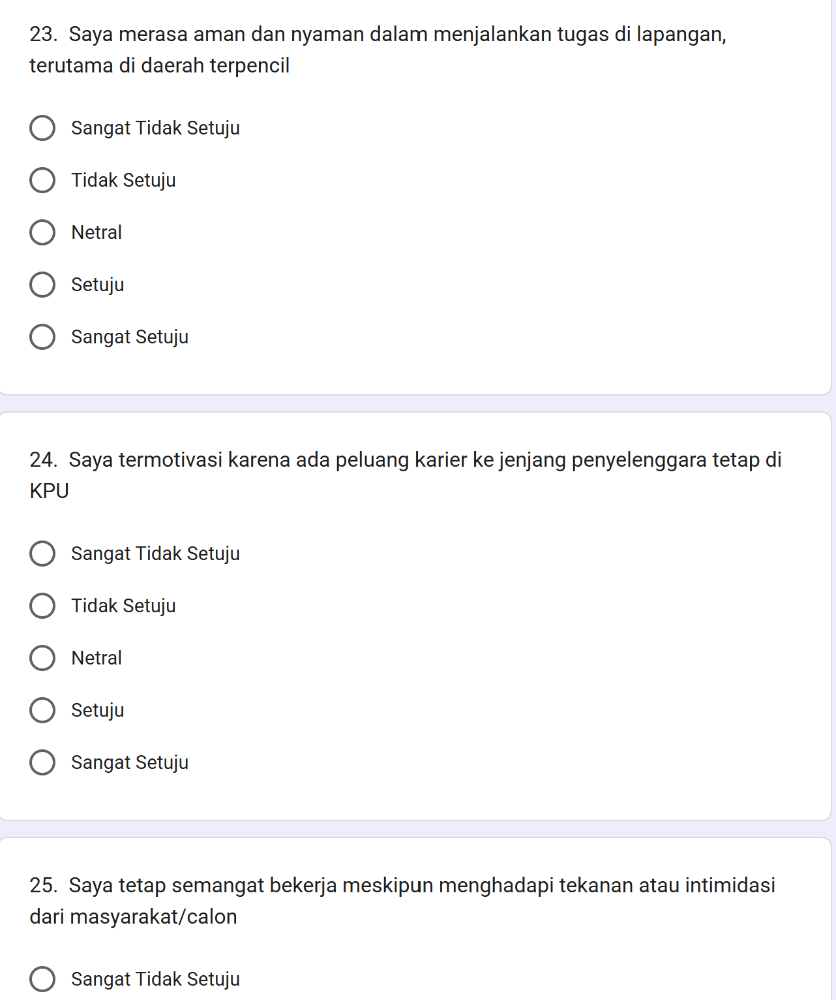 23.  Saya merasa aman dan nyaman dalam menjalankan tugas di lapangan,
terutama di daerah terpencil
Sangat Tidak Setuju
Tidak Setuju
Netral
Setuju
Sangat Setuju
24.  Saya termotivasi karena ada peluang karier ke jenjang penyelenggara tetap di
KPU
Sangat Tidak Setuju
Tidak Setuju
Netral
Setuju
Sangat Setuju
25.  Saya tetap semangat bekerja meskipun menghadapi tekanan atau intimidasi
dari masyarakat/calon
Sangat Tidak Setuju